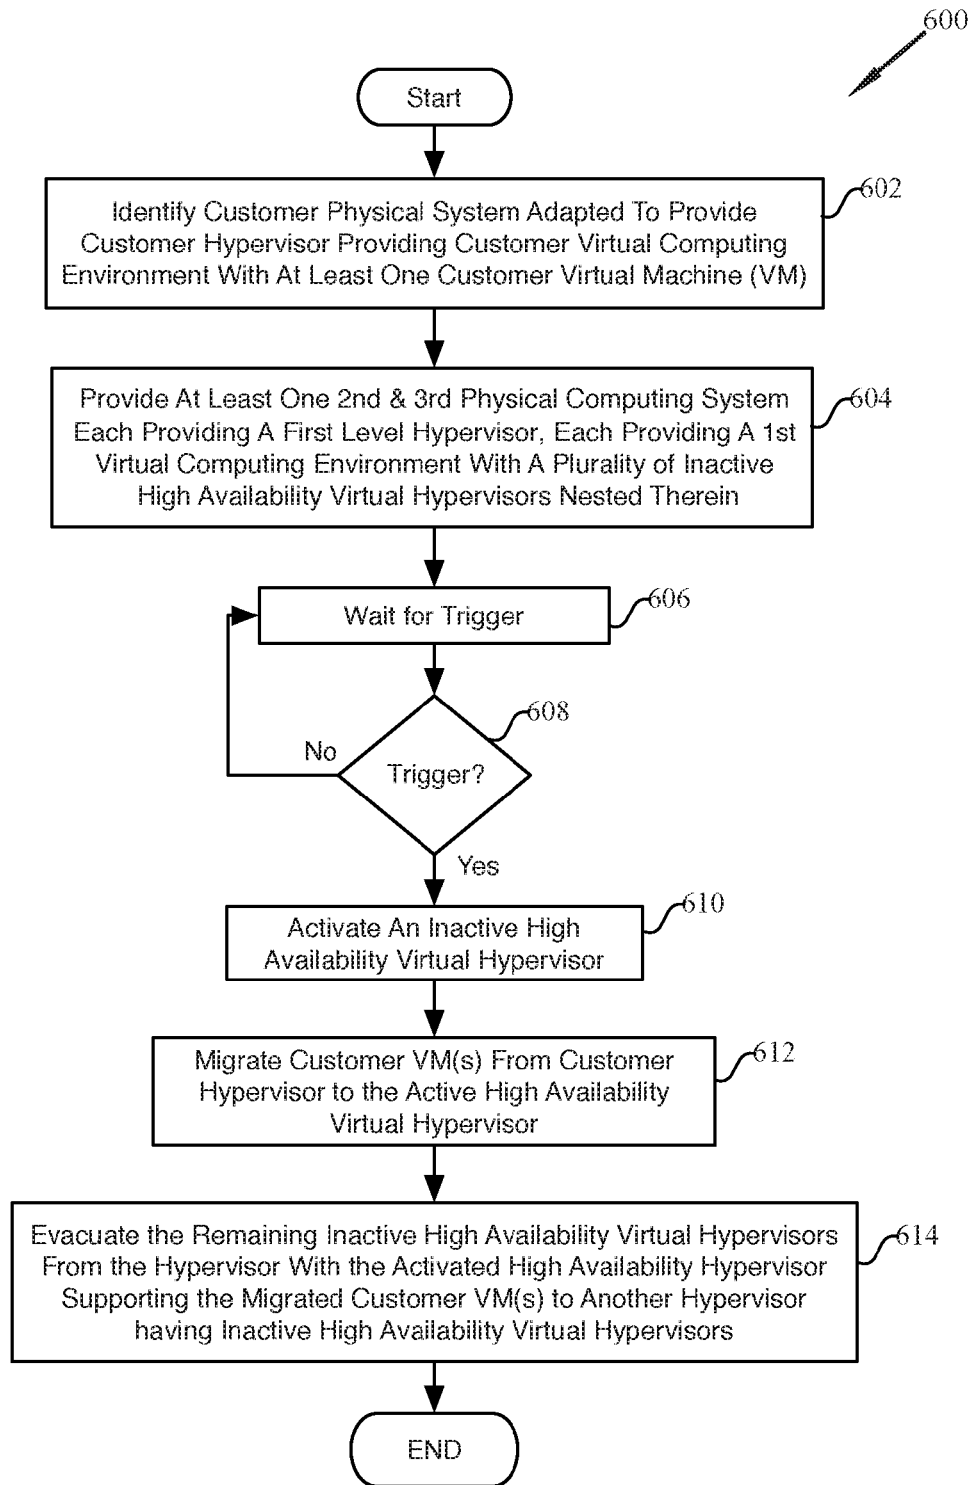 600
Start
602
Identify Customer Physical System Adapted To Provide
Customer Hypervisor Providing Customer Virtual Computing
Environment With At Least One Customer Virtual Machine (VM)
604
Provide At Least One 2nd & 3rd Physical Computing System
Each Providing A First Level Hypervisor, Each Providing A 1st
Virtual Computing Environment With A Plurality of Inactive
High Availability Virtual Hypervisors Nested Therein
606
Wait for Trigger
608
No
Trigger?
Yes
610
Activate An Inactive High
Availability Virtual Hypervisor
612
Migrate Customer VM(s) From Customer
Hypervisor to the Active High Availability
Virtual Hypervisor
614
Evacuate the Remaining Inactive High Availability Virtual Hypervisors
From the Hypervisor With the Activated High Availability Hypervisor
Supporting the Migrated Customer VM(s) to Another Hypervisor
having Inactive High Availability Virtual Hypervisors
END